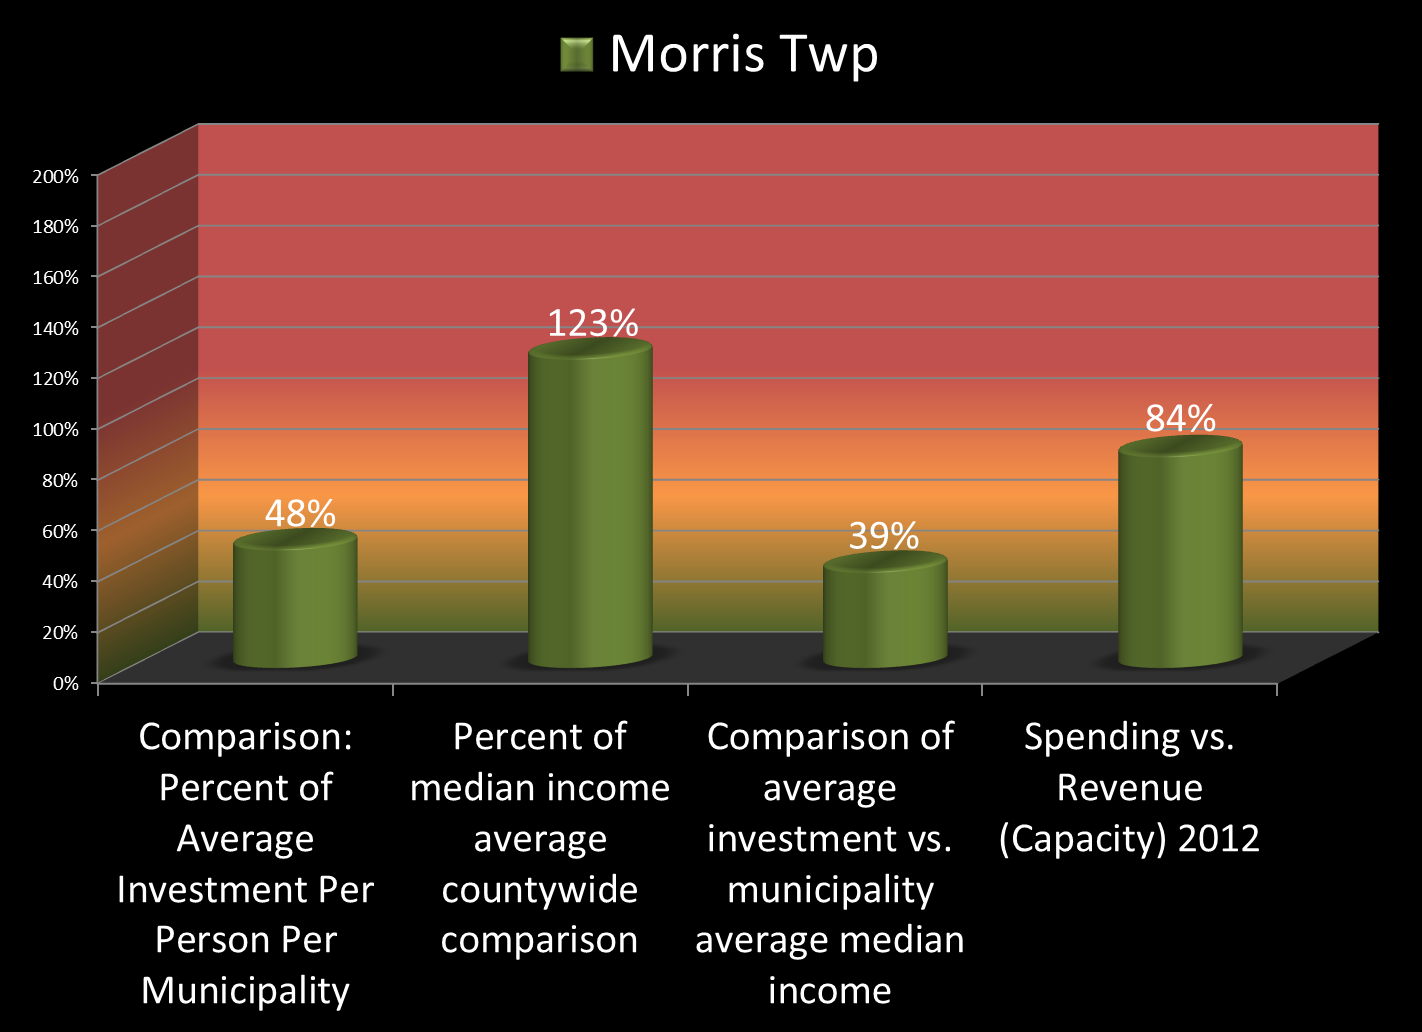 Morris Twp
200%
180%
160%
140%
120%
100%
80%
60%
40%
20%
0%
48%
123%
39%
84%
Comparison:
Percent of
Average
Investment Per
Person Per
Municipality
Percent of
median income
average
countywide
comparison
Comparison of
average
investment vs.
municipality
average median
income
Spending vs.
Revenue
(Capacity) 2012